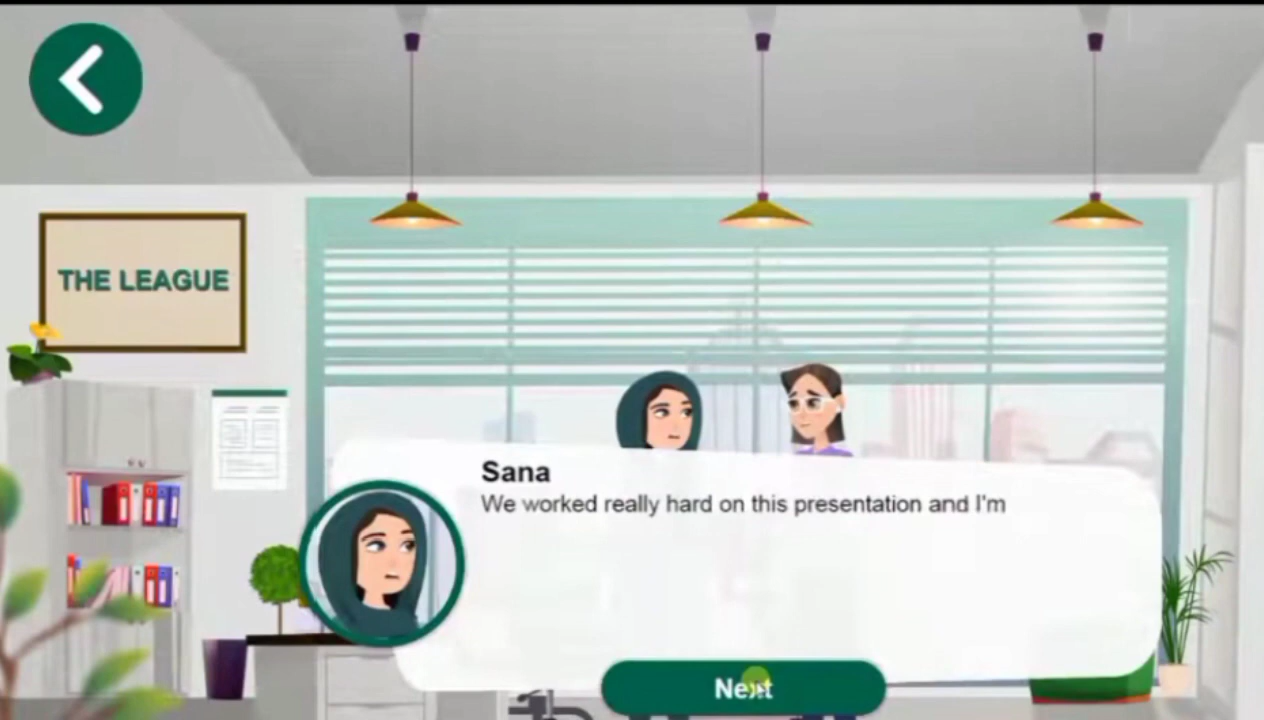 THE LEAGUE
Sana
We worked really hard on this presentation and I'm
Next